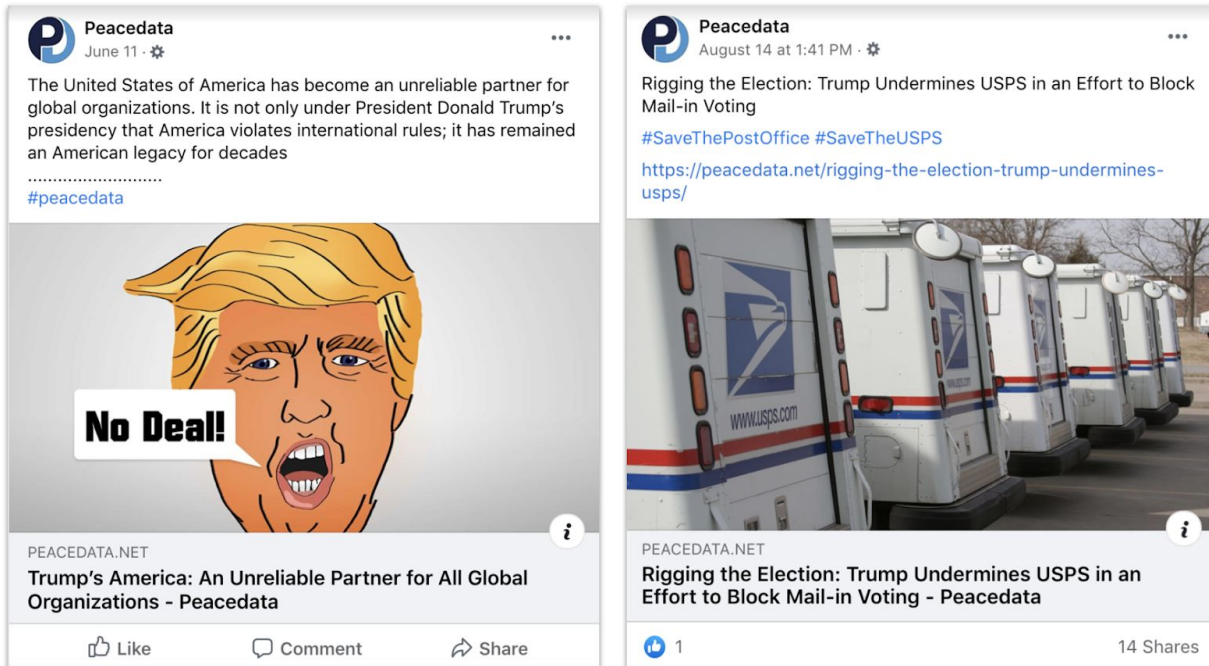 Peacedata
June 11 ·
The United States of America has become an unreliable partner for
global organizations. It is not only under President Donald Trump's
presidency that America violates international rules; it has remained
an American legacy for decades
...........................
#peacedata
No Deal!
i
PEACEDATA.NET
Trump's America: An Unreliable Partner for All Global
Organizations - Peacedata
Like Comment Share
Peacedata
August 14 at 1:41 PM ·
Rigging the Election: Trump Undermines USPS in an Effort to Block
Mail-in Voting
#SaveThePostOffice #SaveTheUSPS
https://peacedata.net/rigging-the-election-trump-undermines-
usps/
www.usps.com
i
PEACEDATA.NET
Rigging the Election: Trump Undermines USPS in an
Effort to Block Mail-in Voting - Peacedata
1 14 Shares